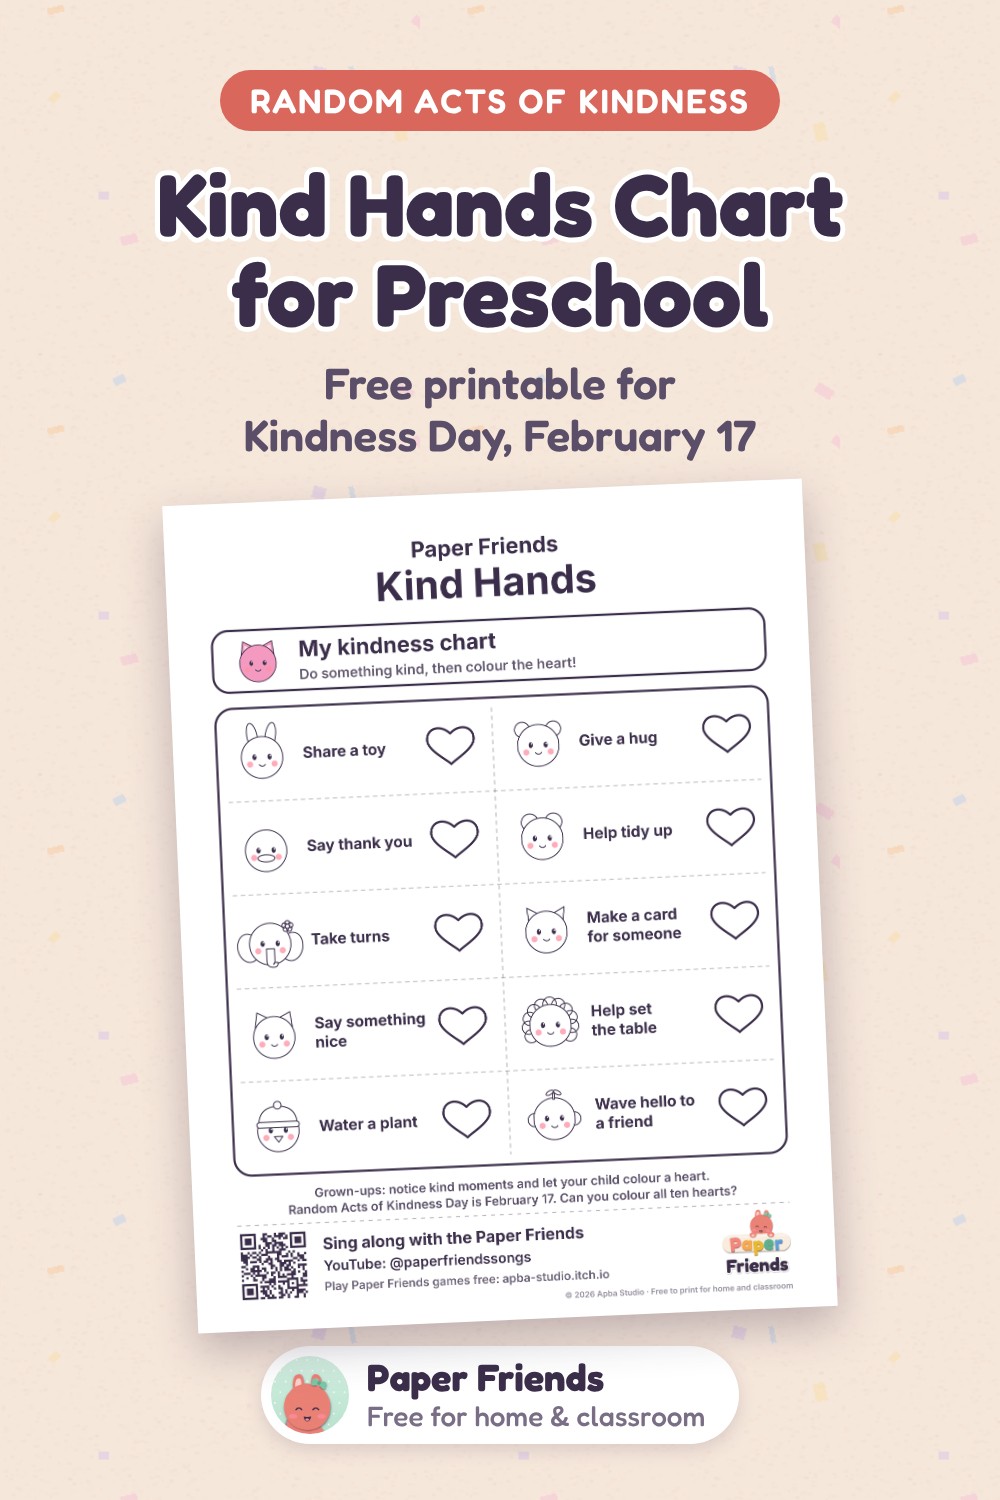 RANDOM ACTS OF KINDNESS
Kind Hands Chart
for Preschool
Free printable for
Kindness Day, February 17
Paper Friends
Kind Hands
My kindness chart
Do something kind, then colour the heart!
Share a toy
Give a hug
Say thank you
Help tidy up
Take turns
Make a card
for someone
Say something
nice
Help set
the table
Water a plant
Wave hello to
a friend
Grown-ups: notice kind moments and let your child colour a heart.
Random Acts of Kindness Day is February 17. Can you colour all ten hearts?
Sing along with the Paper Friends
YouTube: @paperfriendssongs
Play Paper Friends games free: apba-studio.itch.io
Paper
Friends
© 2026 Apba Studio · Free to print for home and classroom
Paper Friends
Free for home & classroom